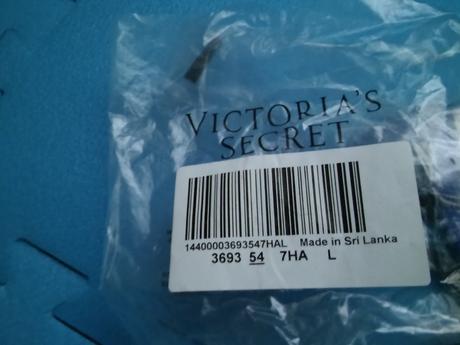 VICTORIA'S
SECRET
14400003693547HAL Made in Sri Lanka
3693 54 7HA L